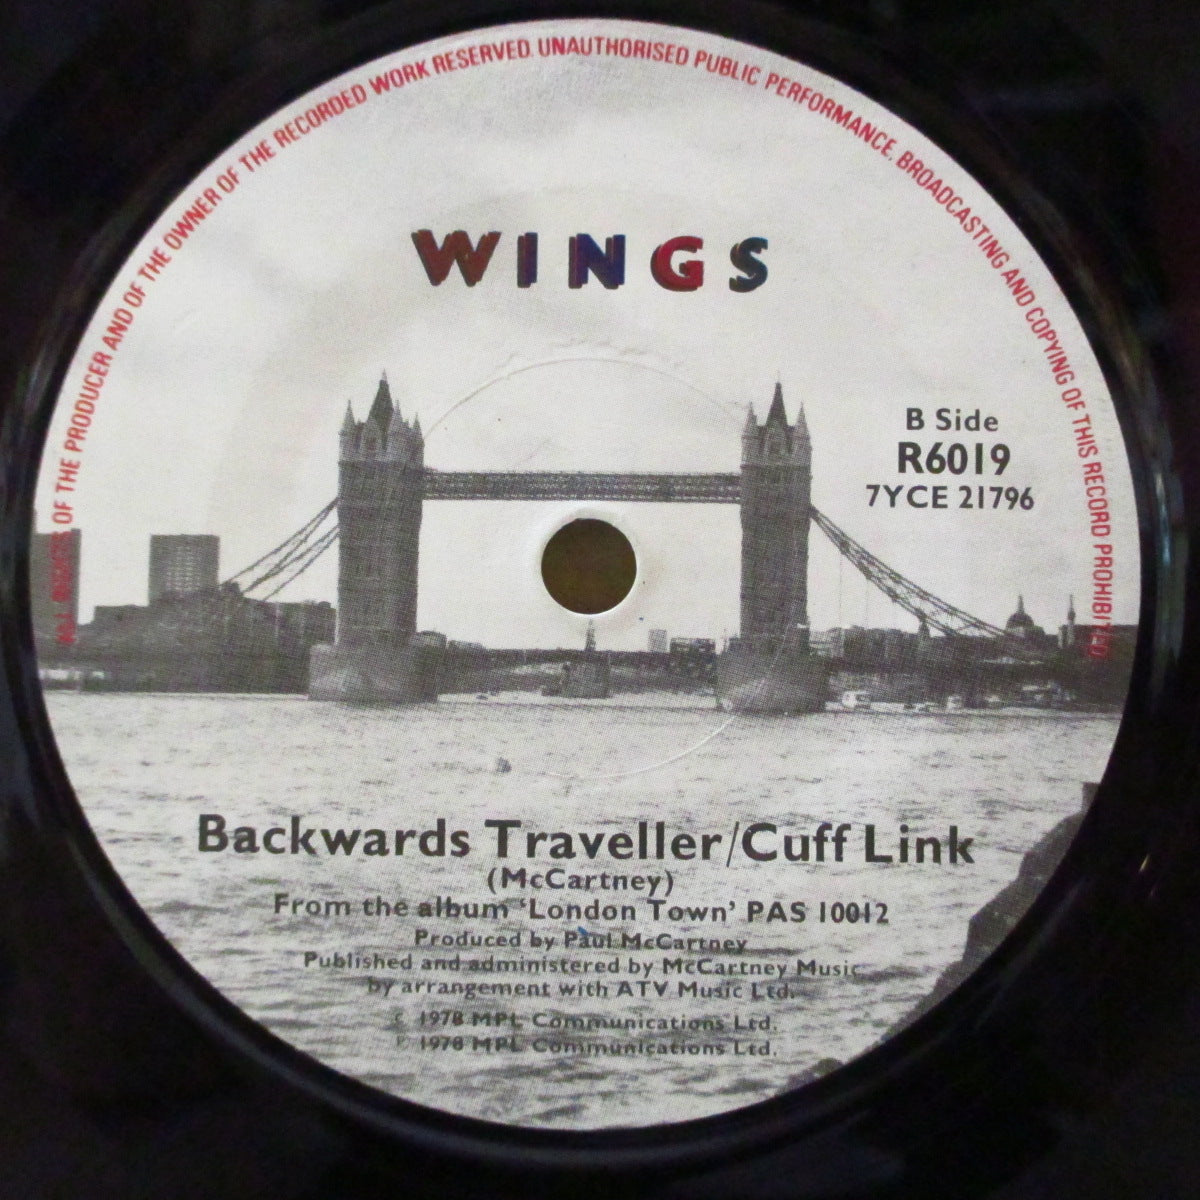 ALL RIGHTS OF THE PRODUCER AND OF THE OWNER OF THE RECORDED WORK RESERVED. UNAUTHORISED PUBLIC PERFORMANCE, BROADCASTING AND COPYING OF THIS RECORD PROHIBITED
WINGS
B Side
R6019
7YCE 21796
Backwards Traveller/Cuff Link
(McCartney)
From the album 'London Town' PAS 10012
Produced by Paul McCartney
Published and administered by McCartney Music
by arrangement with ATV Music Ltd.
© 1978 MPL Communications Ltd.
℗ 1978 MPL Communications Ltd.